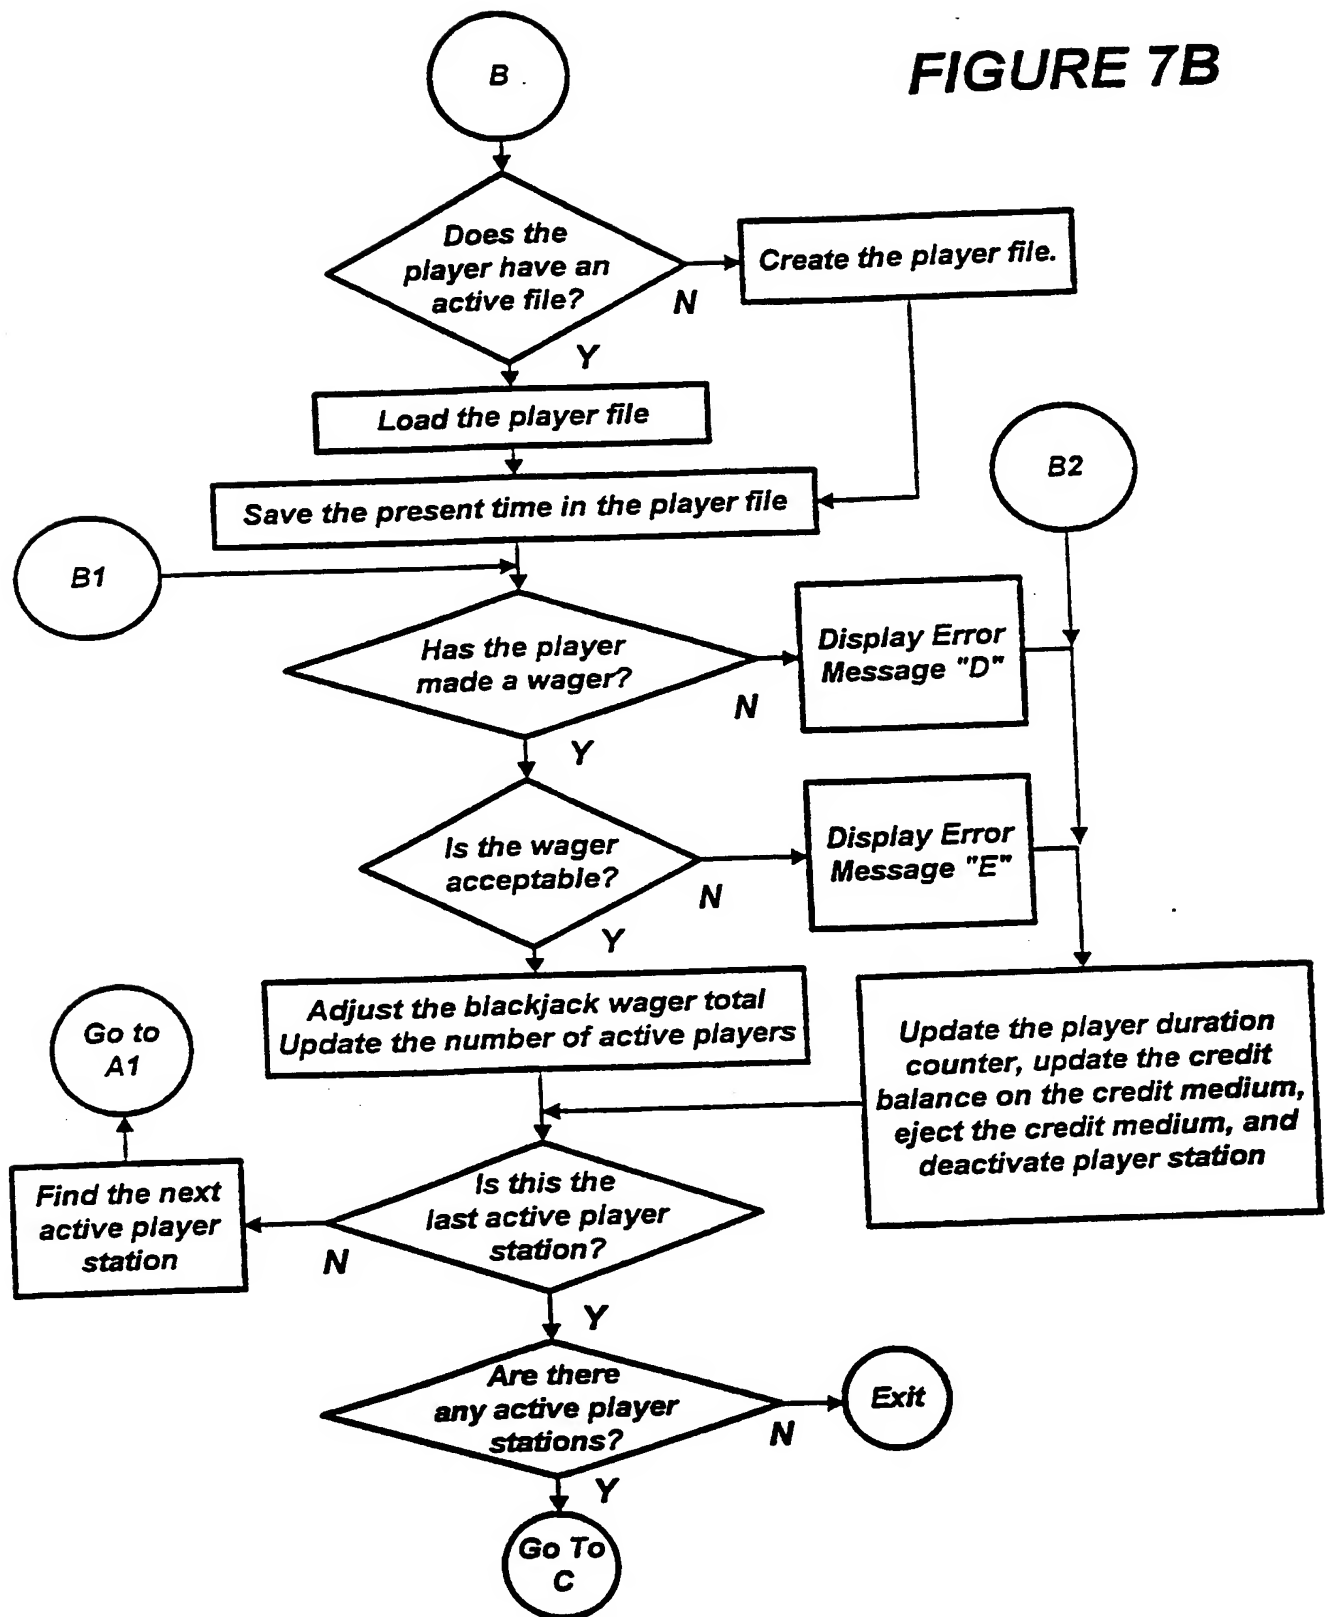 FIGURE 7B
B
Does the
player have an
active file?
N
Create the player file.
Y
Load the player file
B2
Save the present time in the player file
B1
Has the player
made a wager?
N
Display Error
Message "D"
Y
Is the wager
acceptable?
N
Display Error
Message "E"
Y
Adjust the blackjack wager total
Update the number of active players
Go to
A1
Update the player duration
counter, update the credit
balance on the credit medium,
eject the credit medium, and
deactivate player station
Find the next
active player
station
Is this the
last active player
station?
N
Y
Are there
any active player
stations?
N
Exit
Y
Go To
C